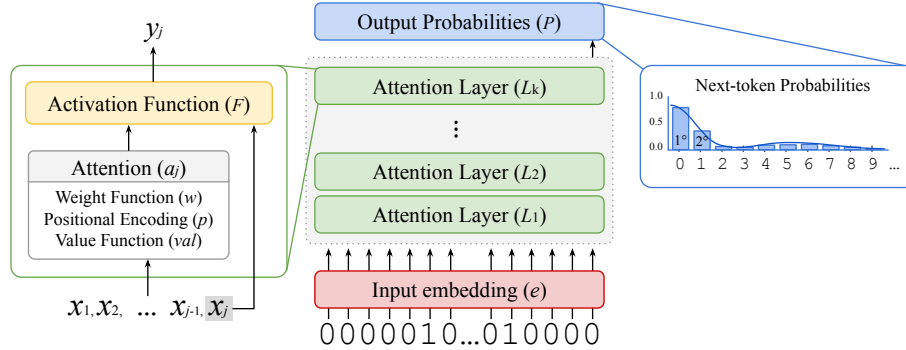 y_j
Activation Function (F)
Attention (a_j)
Weight Function (w)
Positional Encoding (p)
Value Function (val)
x_1, x_2, ... x_{j-1}, x_j
Output Probabilities (P)
Attention Layer (L_k)
⋮
Attention Layer (L_2)
Attention Layer (L_1)
Input embedding (e)
0000010...010000
Next-token Probabilities
1.0
0.5
0.0
1° 2°
0 1 2 3 4 5 6 7 8 9 ...